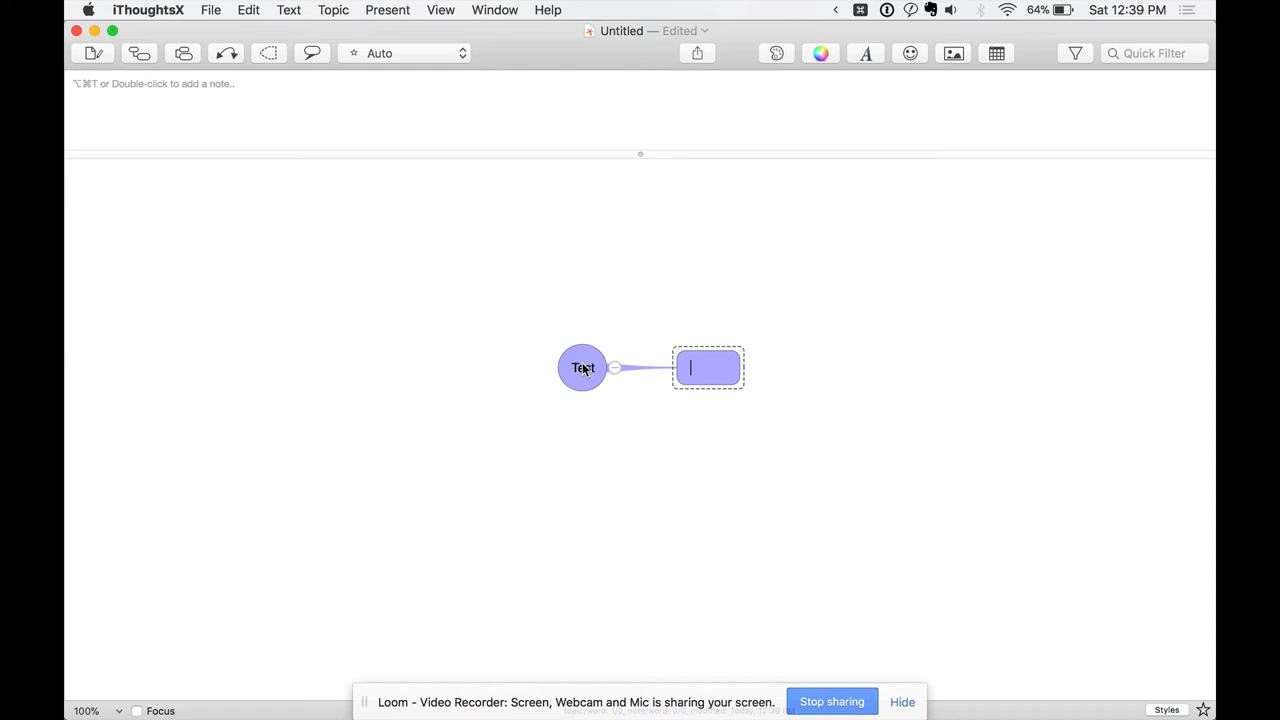 iThoughtsX File Edit Text Topic Present View Window Help 64% Sat 12:39 PM
Untitled — Edited
Auto Quick Filter
⌥⌘T or Double-click to add a note..
Text
Loom - Video Recorder: Screen, Webcam and Mic is sharing your screen. Stop sharing Hide
100% Focus Styles